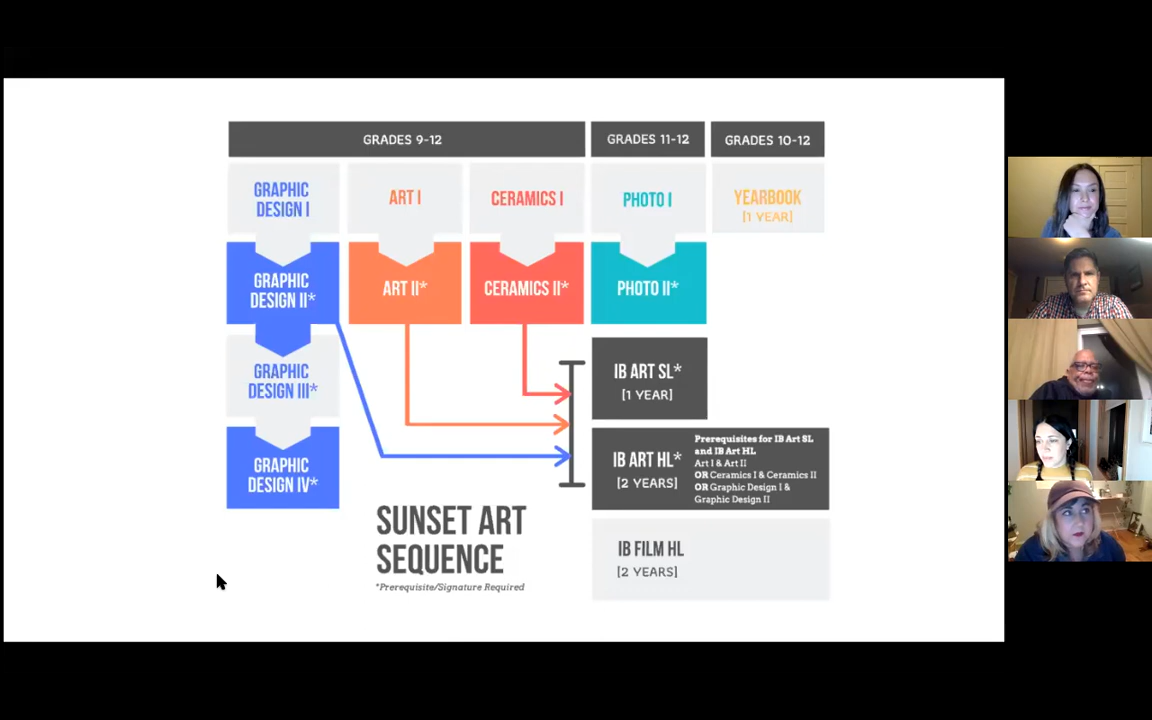 GRADES 9-12
GRADES 11-12
GRADES 10-12
GRAPHIC
DESIGN I
ART I
CERAMICS I
PHOTO I
YEARBOOK
[1 YEAR]
GRAPHIC
DESIGN II*
ART II*
CERAMICS II*
PHOTO II*
GRAPHIC
DESIGN III*
IB ART SL*
[1 YEAR]
GRAPHIC
DESIGN IV*
IB ART HL*
[2 YEARS]
Prerequisites for IB Art SL
and IB Art HL
Art I & Art II
OR Ceramics I & Ceramics II
OR Graphic Design I &
Graphic Design II
SUNSET ART
SEQUENCE
*Prerequisite/Signature Required
IB FILM HL
[2 YEARS]